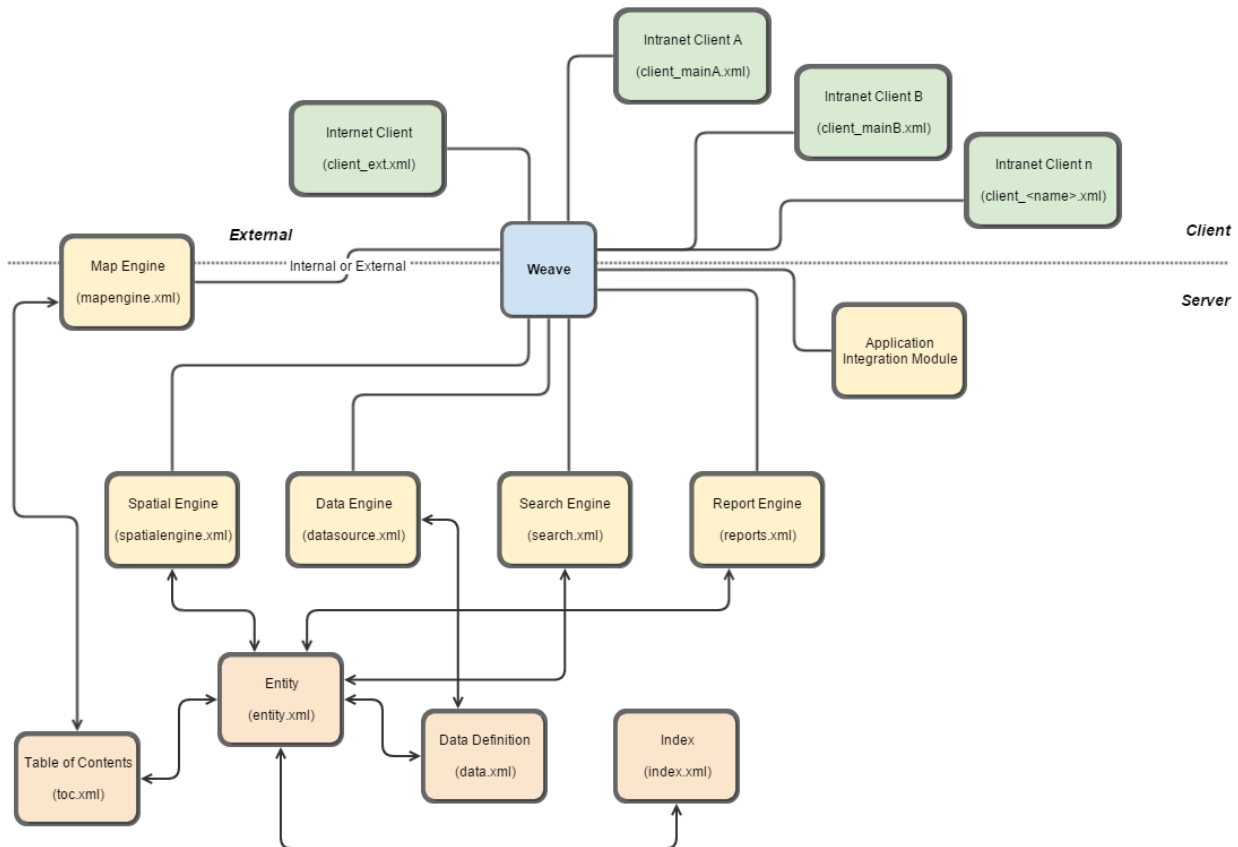 Intranet Client A
(client_mainA.xml)
Intranet Client B
(client_mainB.xml)
Internet Client
(client_ext.xml)
Intranet Client n
(client_<name>.xml)
External
Client
Map Engine
(mapengine.xml)
Internal or External
Weave
Server
Application
Integration Module
Spatial Engine
(spatialengine.xml)
Data Engine
(datasource.xml)
Search Engine
(search.xml)
Report Engine
(reports.xml)
Entity
(entity.xml)
Table of Contents
(toc.xml)
Data Definition
(data.xml)
Index
(index.xml)